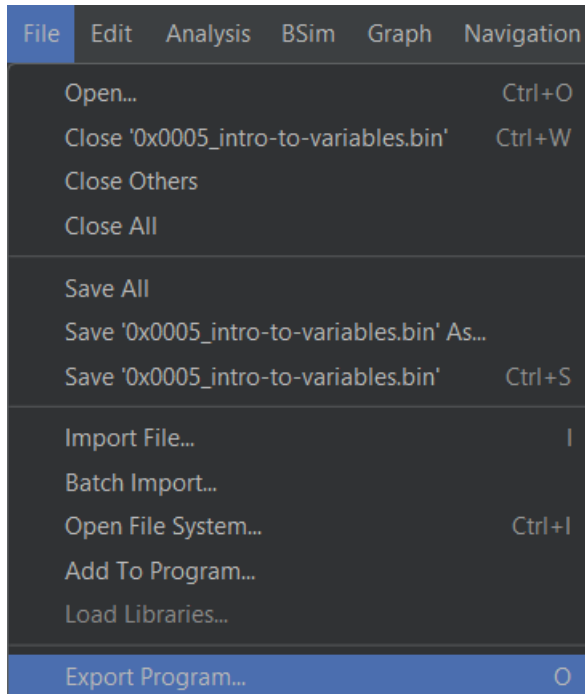 File Edit Analysis BSim Graph Navigation
Open... Ctrl+O
Close '0x0005_intro-to-variables.bin' Ctrl+W
Close Others
Close All
Save All
Save '0x0005_intro-to-variables.bin' As...
Save '0x0005_intro-to-variables.bin' Ctrl+S
Import File... I
Batch Import...
Open File System... Ctrl+I
Add To Program...
Load Libraries...
Export Program... O